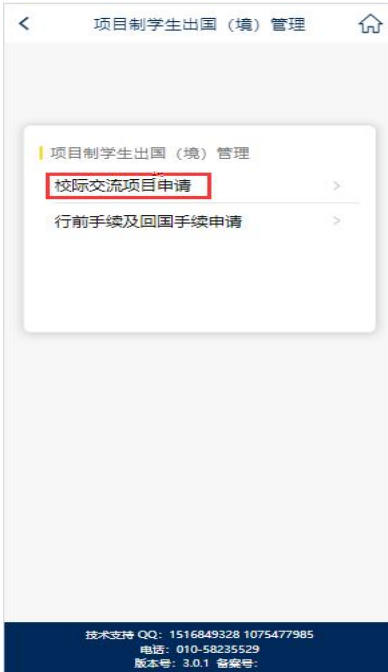 项目制学生出国（境）管理
项目制学生出国（境）管理
校际交流项目申请
行前手续及回国手续申请
技术支持 QQ：1516849328 1075477985
电话：010-58235529
版本号：3.0.1 备案号：